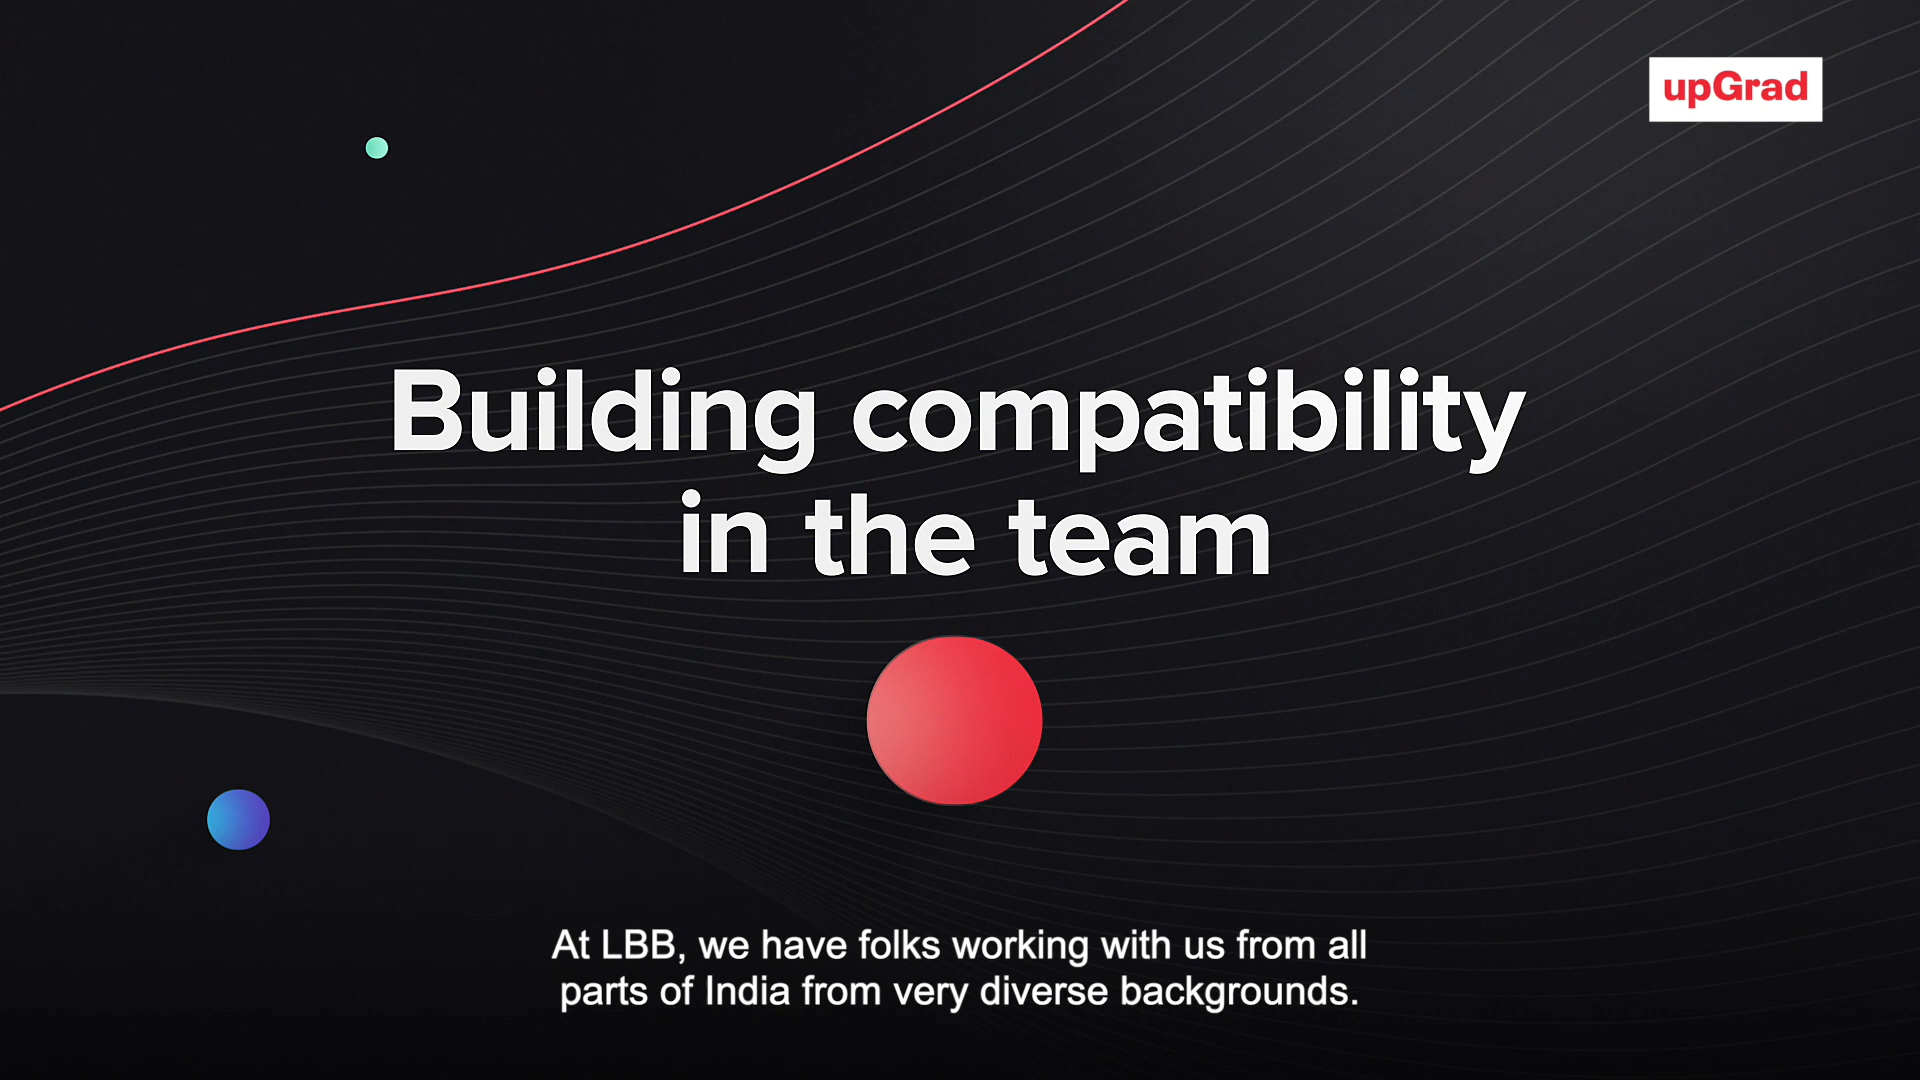 upGrad
Building compatibility
in the team
At LBB, we have folks working with us from all
parts of India from very diverse backgrounds.